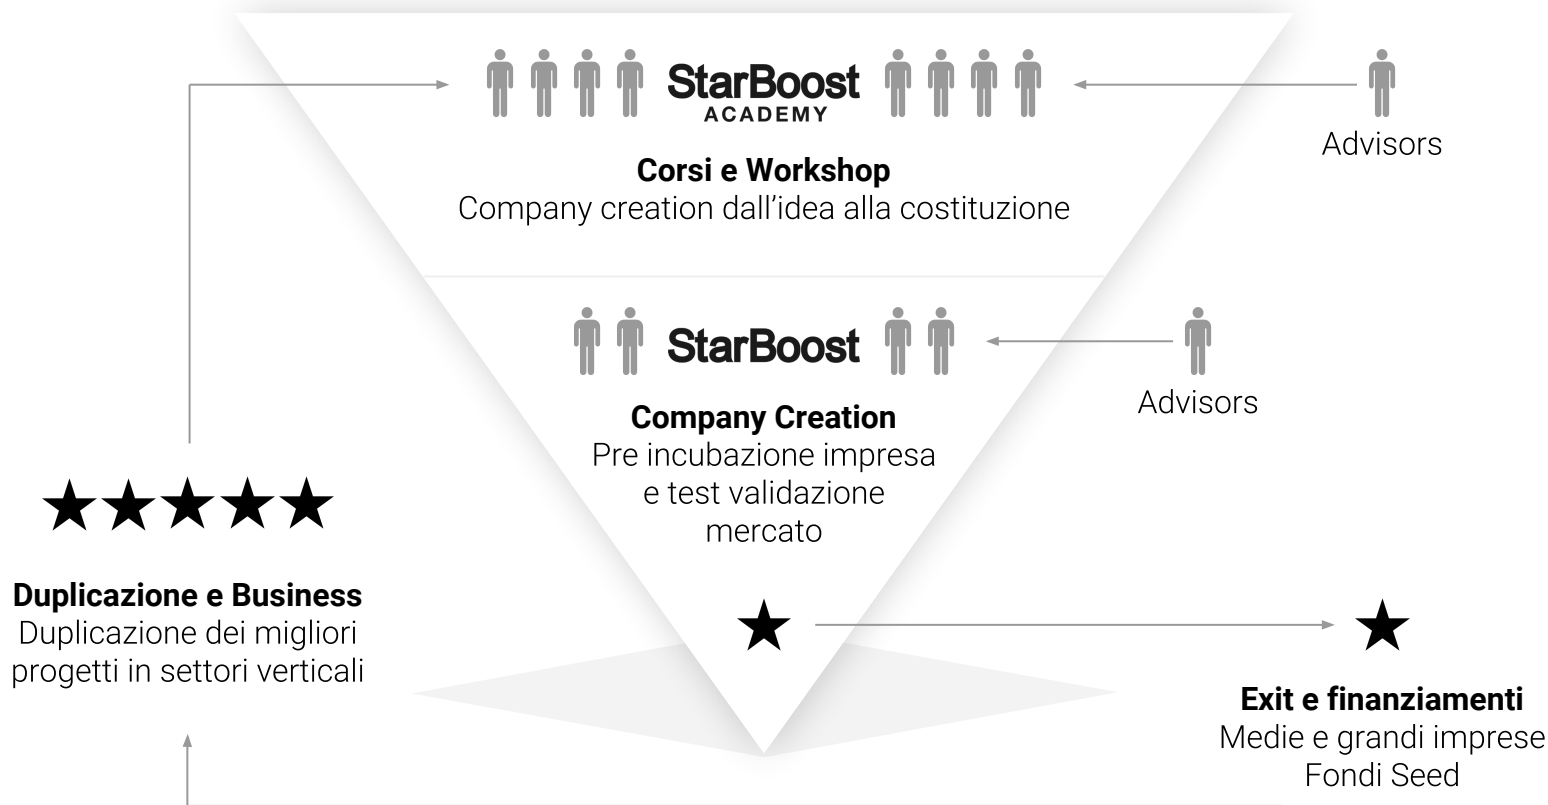 StarBoost
ACADEMY
Advisors
Corsi e Workshop
Company creation dall'idea alla costituzione
StarBoost
Advisors
Company Creation
Pre incubazione impresa
e test validazione
mercato
Duplicazione e Business
Duplicazione dei migliori
progetti in settori verticali
Exit e finanziamenti
Medie e grandi imprese
Fondi Seed